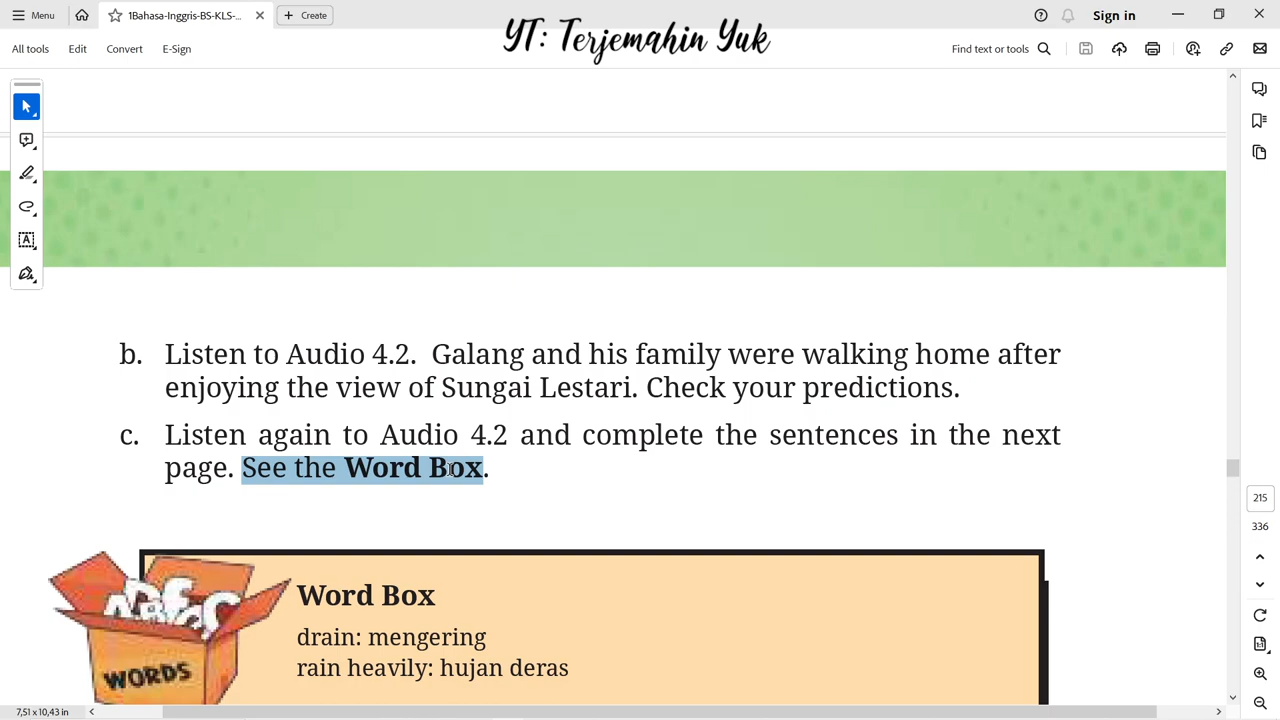 Menu
1Bahasa-Inggris-BS-KLS-...
Create
YT: Terjemahin Yuk
Sign in
All tools
Edit
Convert
E-Sign
Find text or tools
b. Listen to Audio 4.2. Galang and his family were walking home after
enjoying the view of Sungai Lestari. Check your predictions.
c. Listen again to Audio 4.2 and complete the sentences in the next
page. See the Word Box.
215
336
Word Box
drain: mengering
rain heavily: hujan deras
WORDS
7,51 x 10,43 in